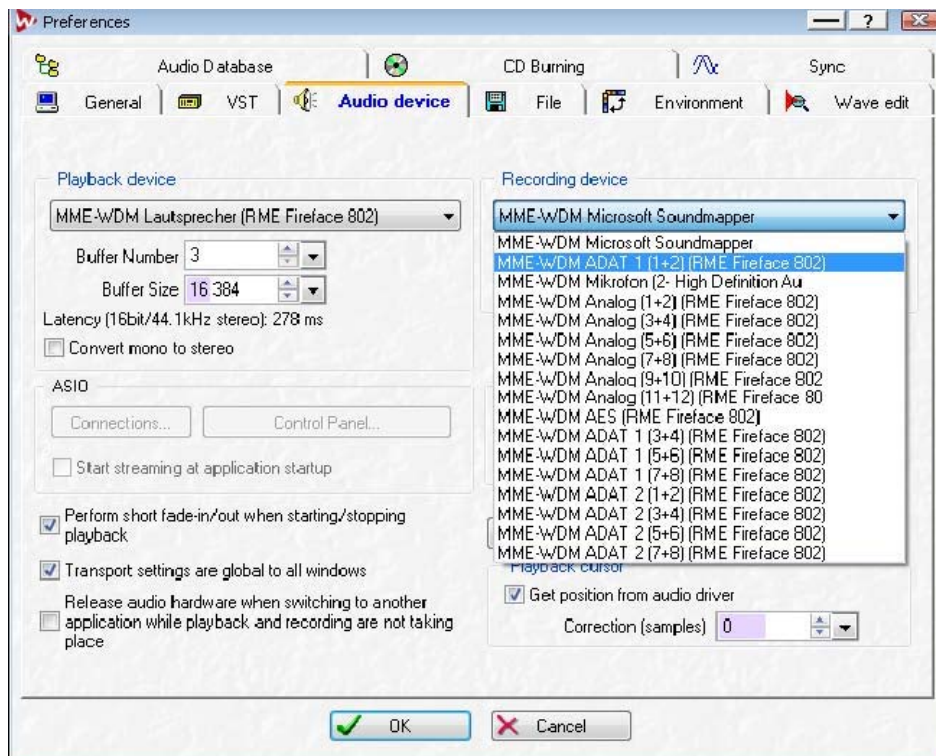 Preferences
?
Audio Database
CD Burning
Sync
General
VST
Audio device
File
Environment
Wave edit
Playback device
MME-WDM Lautsprecher (RME Fireface 802)
Buffer Number 3
Buffer Size 16 384
Latency (16bit/44.1kHz stereo): 278 ms
Convert mono to stereo
ASIO
Connections...
Control Panel...
Start streaming at application startup
Perform short fade-in/out when starting/stopping
playback
Transport settings are global to all windows
Release audio hardware when switching to another
application while playback and recording are not taking
place
Recording device
MME-WDM Microsoft Soundmapper
MME-WDM Microsoft Soundmapper
MME-WDM ADAT 1 (1+2) (RME Fireface 802)
MME-WDM Mikrofon (2- High Definition Au
MME-WDM Analog (1+2) (RME Fireface 802)
MME-WDM Analog (3+4) (RME Fireface 802)
MME-WDM Analog (5+6) (RME Fireface 802)
MME-WDM Analog (7+8) (RME Fireface 802)
MME-WDM Analog (9+10) (RME Fireface 802
MME-WDM Analog (11+12) (RME Fireface 80
MME-WDM AES (RME Fireface 802)
MME-WDM ADAT 1 (3+4) (RME Fireface 802)
MME-WDM ADAT 1 (5+6) (RME Fireface 802)
MME-WDM ADAT 1 (7+8) (RME Fireface 802)
MME-WDM ADAT 2 (1+2) (RME Fireface 802)
MME-WDM ADAT 2 (3+4) (RME Fireface 802)
MME-WDM ADAT 2 (5+6) (RME Fireface 802)
MME-WDM ADAT 2 (7+8) (RME Fireface 802)
Playback cursor
Get position from audio driver
Correction (samples) 0
OK
Cancel